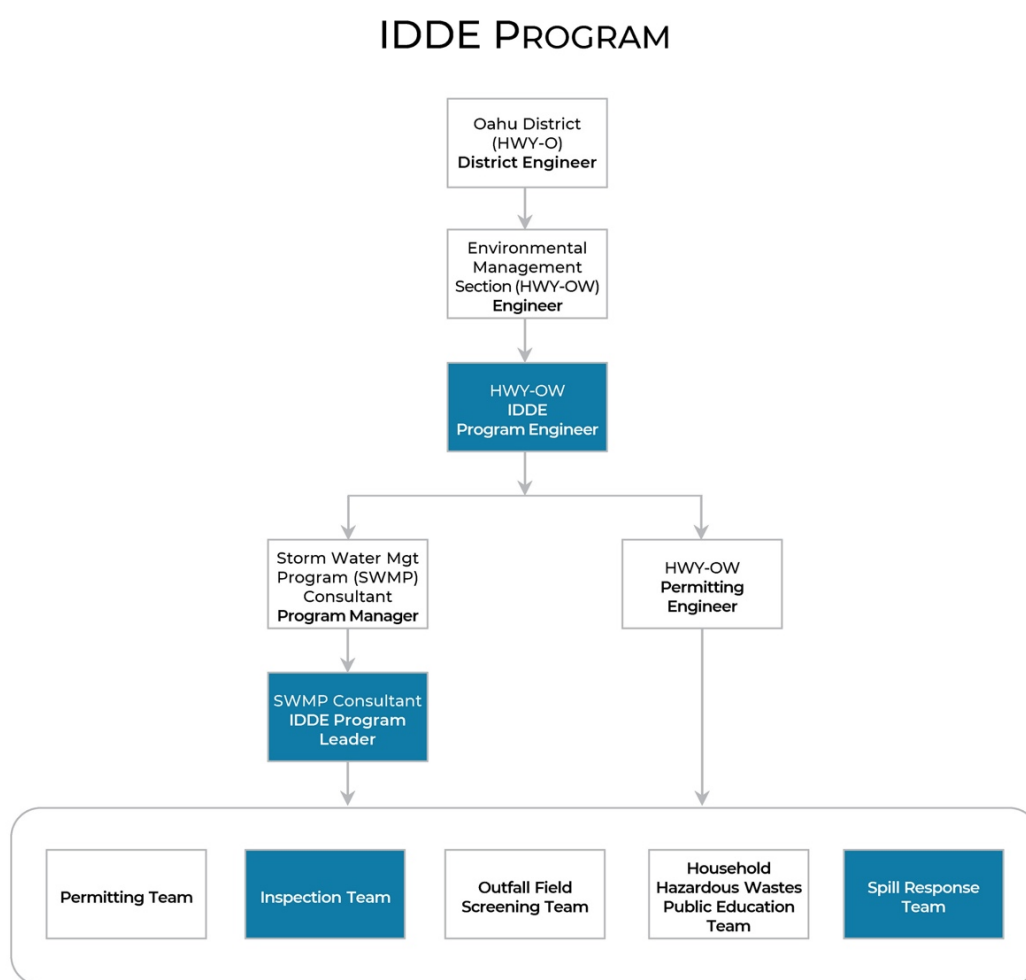 IDDE PROGRAM
Oahu District
(HWY-O)
District Engineer
Environmental
Management
Section (HWY-OW)
Engineer
HWY-OW
IDDE
Program Engineer
Storm Water Mgt
Program (SWMP)
Consultant
Program Manager
HWY-OW
Permitting
Engineer
SWMP Consultant
IDDE Program
Leader
Permitting Team
Inspection Team
Outfall Field
Screening Team
Household
Hazardous Wastes
Public Education
Team
Spill Response
Team